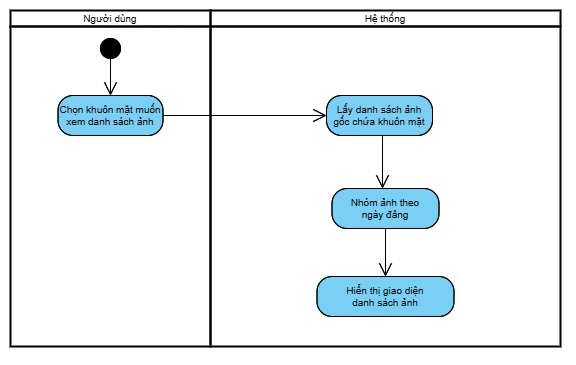 Người dùng
Hệ thống
Chọn khuôn mặt muốn
xem danh sách ảnh
Lấy danh sách ảnh
gốc chứa khuôn mặt
Nhóm ảnh theo
ngày đăng
Hiển thị giao diện
danh sách ảnh